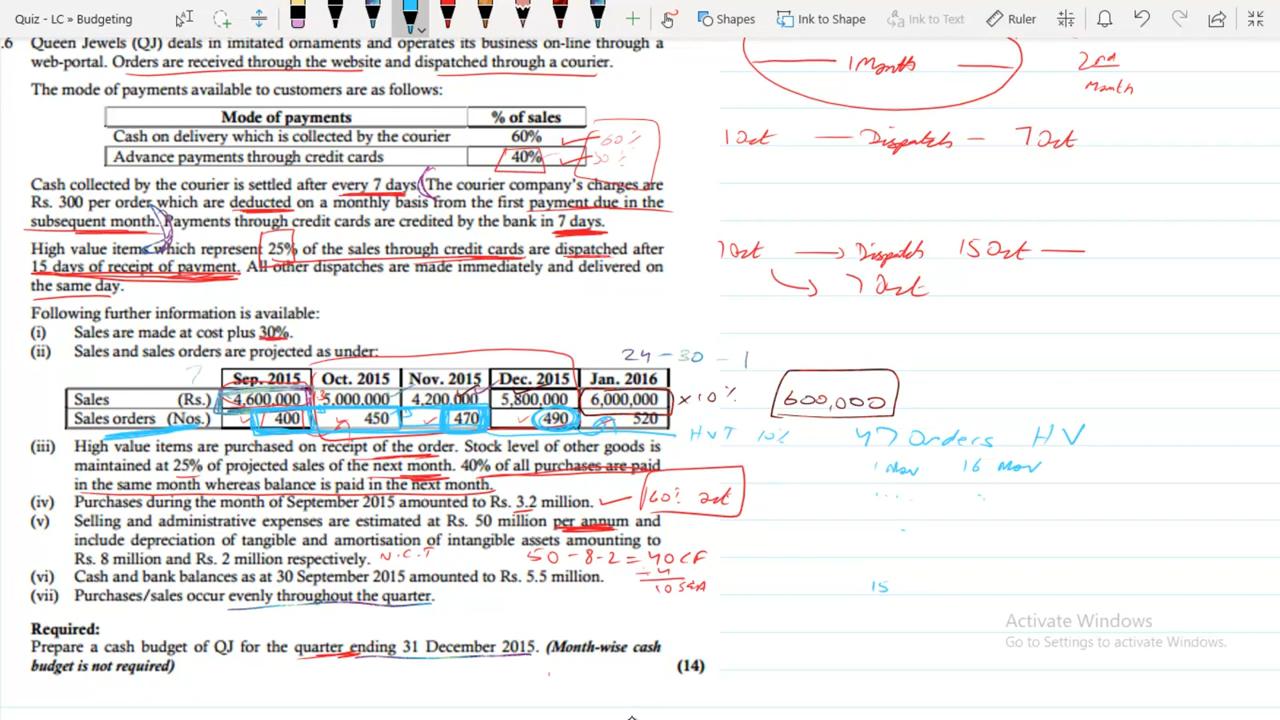 Quiz - LC » Budgeting
Shapes
Ink to Shape
Ink to Text
Ruler
.6 Queen Jewels (QJ) deals in imitated ornaments and operates its business on-line through a
web-portal. Orders are received through the website and dispatched through a courier.
The mode of payments available to customers are as follows:
Mode of payments % of sales
Cash on delivery which is collected by the courier 60% 60%
Advance payments through credit cards 40% 30%
Cash collected by the courier is settled after every 7 days. The courier company's charges are
Rs. 300 per order which are deducted on a monthly basis from the first payment due in the
subsequent month. Payments through credit cards are credited by the bank in 7 days.
High value items which represent 25% of the sales through credit cards are dispatched after
15 days of receipt of payment. All other dispatches are made immediately and delivered on
the same day.
Following further information is available:
(i) Sales are made at cost plus 30%.
(ii) Sales and sales orders are projected as under:
24 - 30 - 1
Sep. 2015 Oct. 2015 Nov. 2015 Dec. 2015 Jan. 2016
Sales (Rs.) 4,600,000 5,000,000 4,200,000 5,800,000 6,000,000 x 10%
Sales orders (Nos.) 400 450 470 490 520
(iii) High value items are purchased on receipt of the order. Stock level of other goods is
maintained at 25% of projected sales of the next month. 40% of all purchases are paid
in the same month whereas balance is paid in the next month.
(iv) Purchases during the month of September 2015 amounted to Rs. 3.2 million. 60% oct
(v) Selling and administrative expenses are estimated at Rs. 50 million per annum and
include depreciation of tangible and amortisation of intangible assets amounting to
Rs. 8 million and Rs. 2 million respectively. N.C.T 50-8-2=40 CF
÷ 4
(vi) Cash and bank balances as at 30 September 2015 amounted to Rs. 5.5 million.
10 S&A
(vii) Purchases/sales occur evenly throughout the quarter.
Required:
Prepare a cash budget of QJ for the quarter ending 31 December 2015. (Month-wise cash
budget is not required) (14)
1 Month
2nd
Month
1 Oct — Dispatch - 7 Oct
1 Oct → Dispatch 15 Oct —
7 Oct
600,000
HVI 10% 47 Orders HV
1 Nov 16 Nov
15
Activate Windows
Go to Settings to activate Windows.